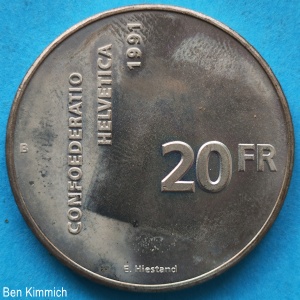 CONFOEDERATIO
HELVETICA
1991
B
20 FR
E. Hiestand
Ben Kimmich